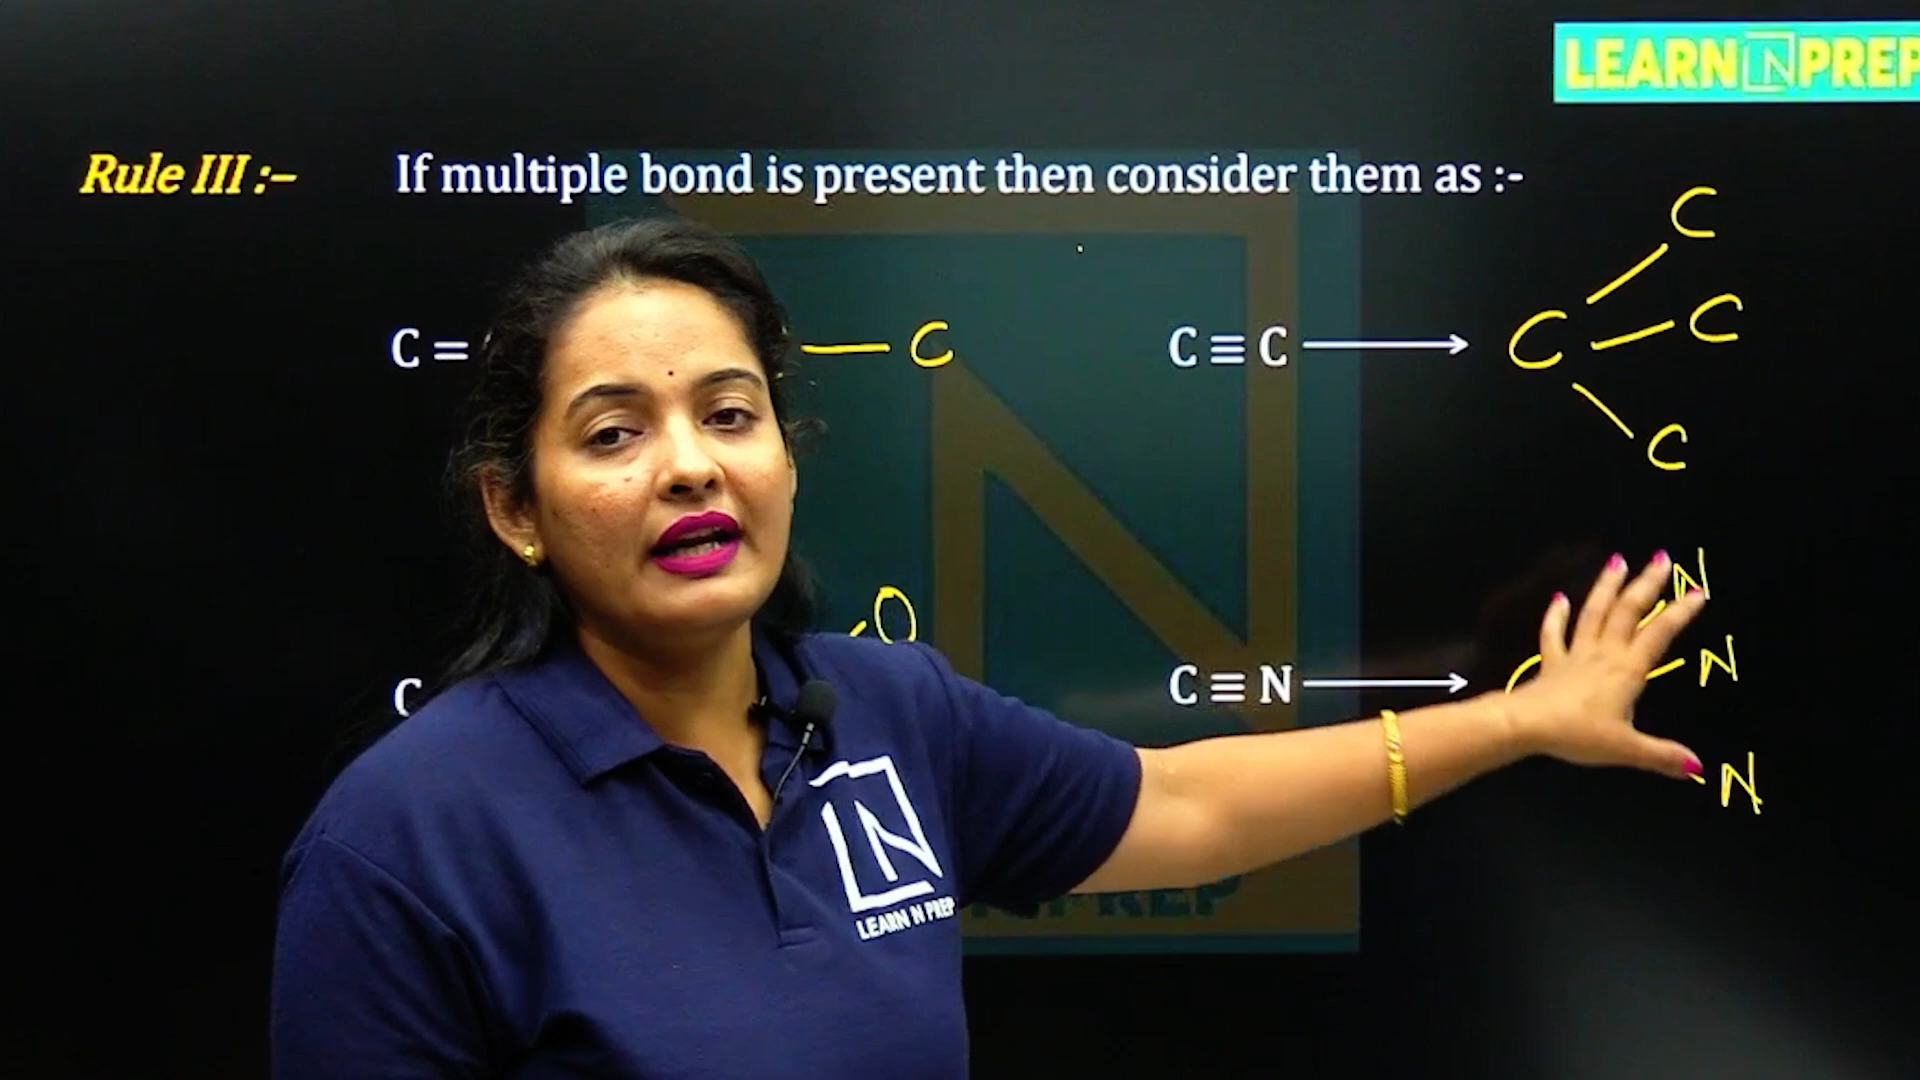 LEARN N PREP
Rule III :– If multiple bond is present then consider them as :-
C
C = — C C ≡ C → C C
C
O N
C C ≡ N → C N
N
LEARN N PREP